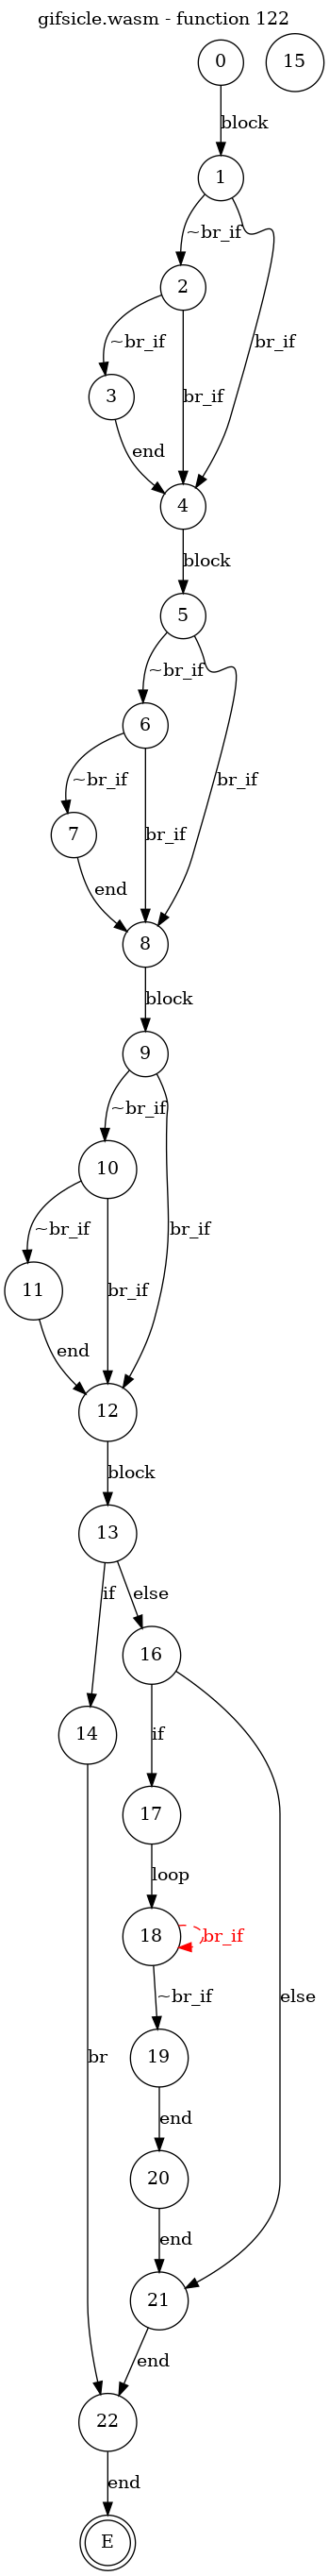 gifsicle.wasm - function 122
0
15
block
1
~br_if
2
~br_if
br_if
br_if
3
end
4
block
5
~br_if
6
~br_if
br_if
br_if
7
end
8
block
9
~br_if
10
~br_if
br_if
br_if
11
end
12
block
13
if
else
16
14
if
17
loop
18
br_if
~br_if
else
br
19
end
20
end
21
end
22
end
E